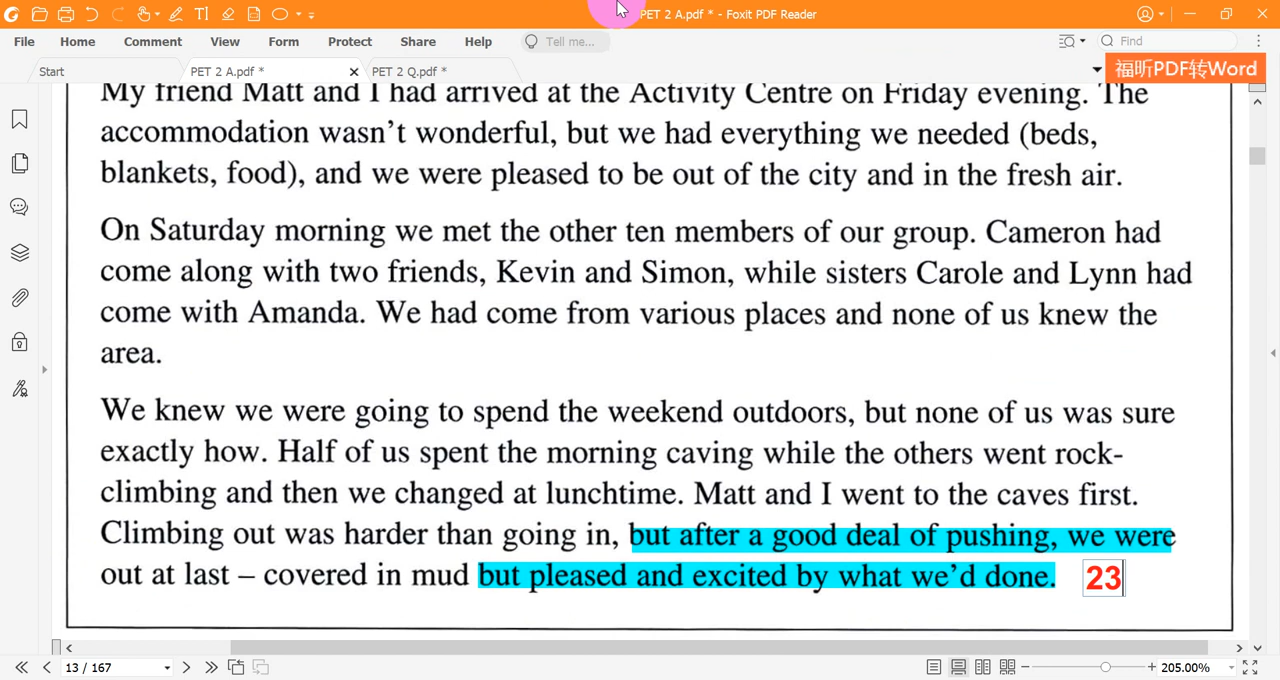 PET 2 A.pdf * - Foxit PDF Reader
File Home Comment View Form Protect Share Help Tell me... Find
Start PET 2 A.pdf * PET 2 Q.pdf * 福昕PDF转Word
My friend Matt and I had arrived at the Activity Centre on Friday evening. The
accommodation wasn't wonderful, but we had everything we needed (beds,
blankets, food), and we were pleased to be out of the city and in the fresh air.
On Saturday morning we met the other ten members of our group. Cameron had
come along with two friends, Kevin and Simon, while sisters Carole and Lynn had
come with Amanda. We had come from various places and none of us knew the
area.
We knew we were going to spend the weekend outdoors, but none of us was sure
exactly how. Half of us spent the morning caving while the others went rock-
climbing and then we changed at lunchtime. Matt and I went to the caves first.
Climbing out was harder than going in, but after a good deal of pushing, we were
out at last – covered in mud but pleased and excited by what we'd done. 23
13 / 167 205.00%